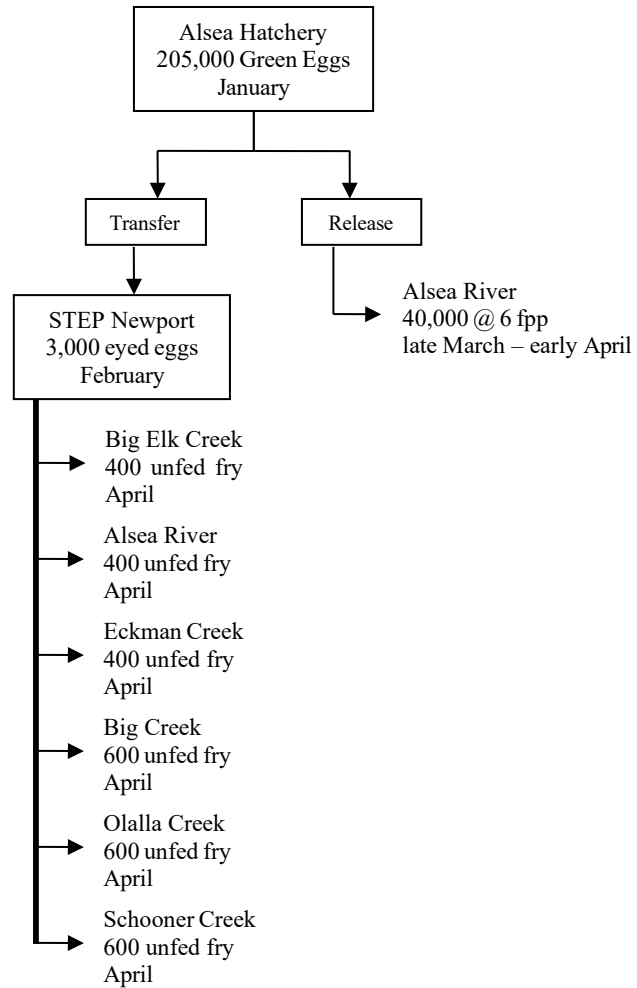 Alsea Hatchery
205,000 Green Eggs
January
Transfer
Release
STEP Newport
3,000 eyed eggs
February
Alsea River
40,000 @ 6 fpp
late March – early April
Big Elk Creek
400 unfed fry
April
Alsea River
400 unfed fry
April
Eckman Creek
400 unfed fry
April
Big Creek
600 unfed fry
April
Olalla Creek
600 unfed fry
April
Schooner Creek
600 unfed fry
April